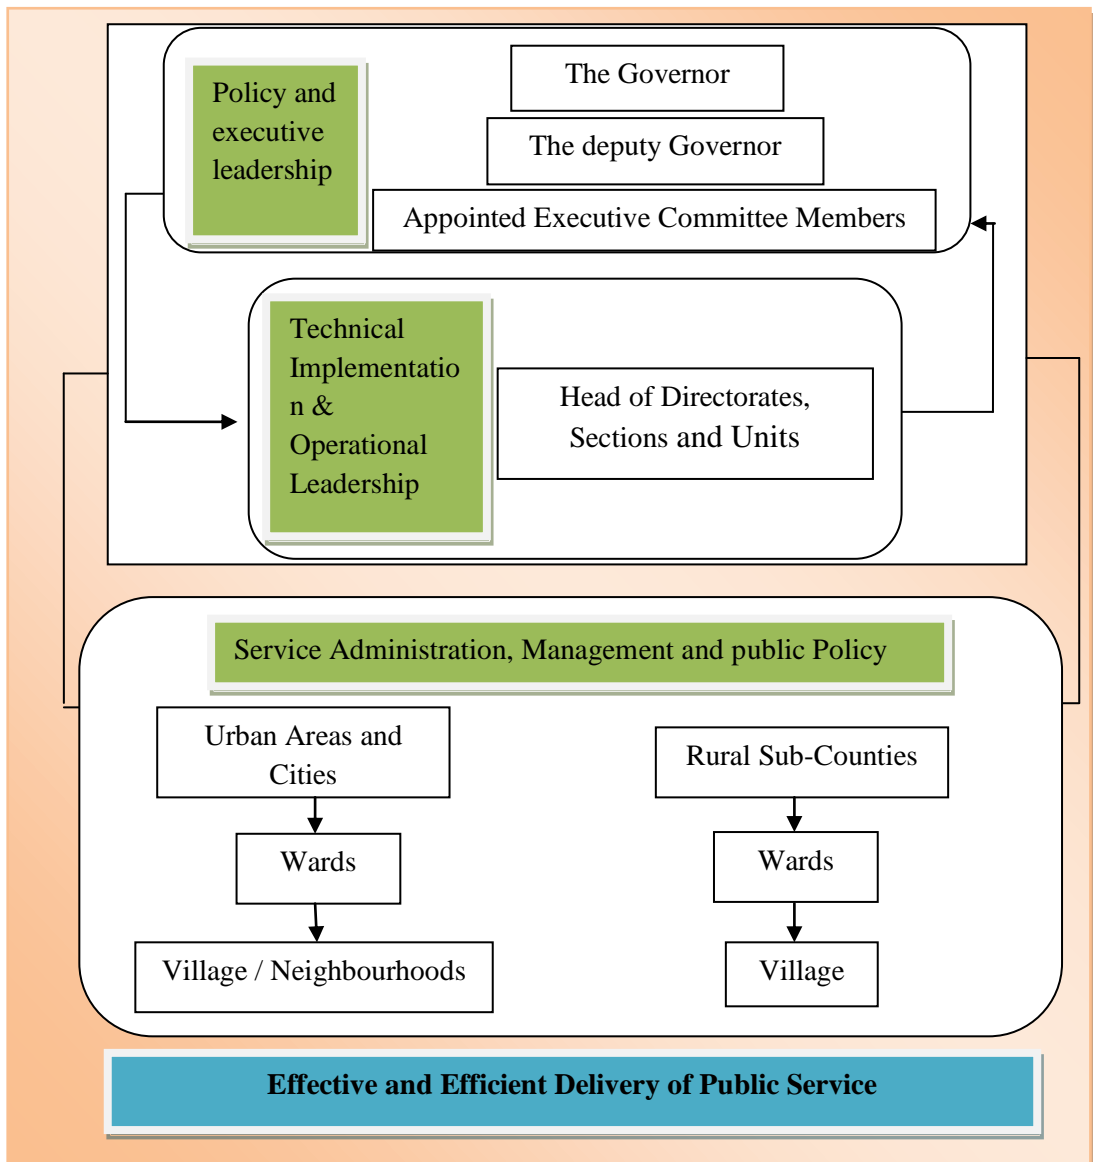 Policy and
executive
leadership
The Governor
The deputy Governor
Appointed Executive Committee Members
Technical
Implementatio
n &
Operational
Leadership
Head of Directorates,
Sections and Units
Service Administration, Management and public Policy
Urban Areas and
Cities
Wards
Village / Neighbourhoods
Rural Sub-Counties
Wards
Village
Effective and Efficient Delivery of Public Service